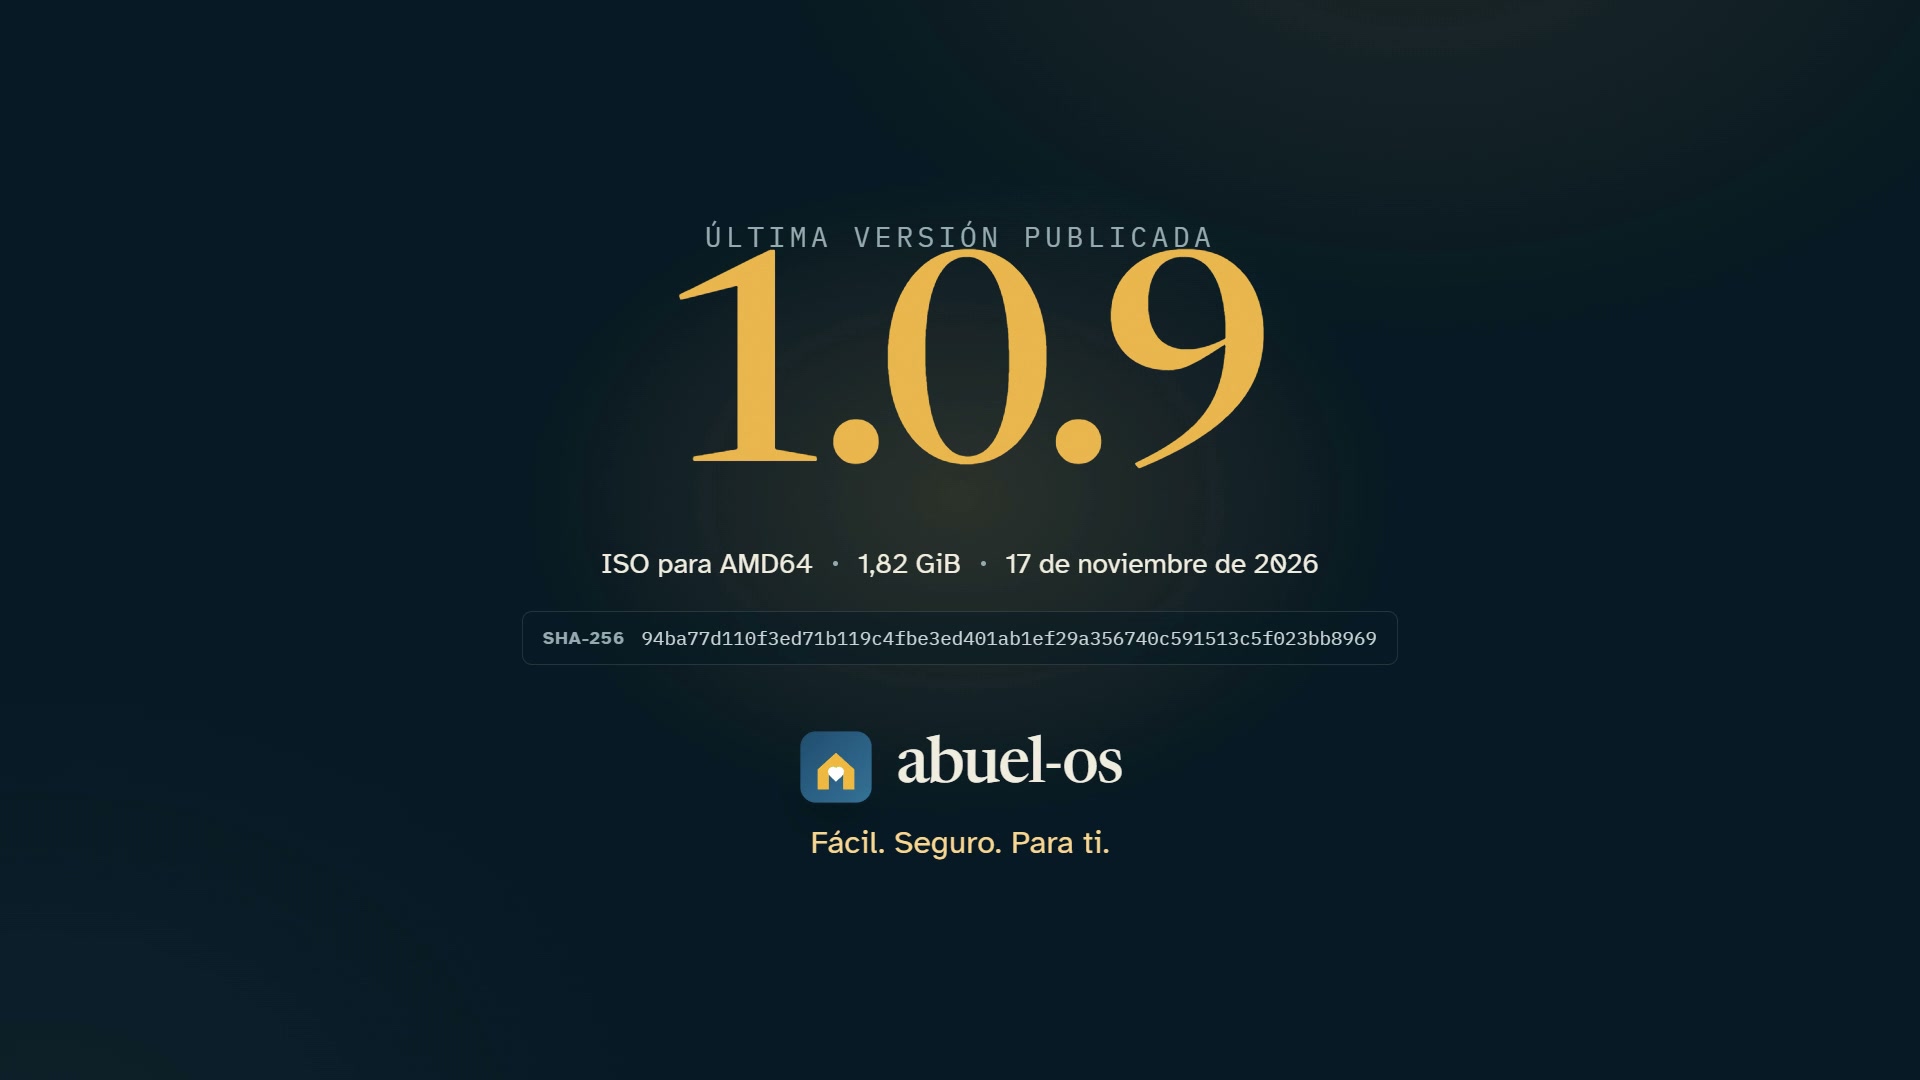 ÚLTIMA VERSIÓN PUBLICADA
1.0.9
ISO para AMD64 · 1,82 GiB · 17 de noviembre de 2026
SHA-256 94ba77d110f3ed71b119c4fbe3ed401ab1ef29a356740c591513c5f023bb8969
abuel-os
Fácil. Seguro. Para ti.